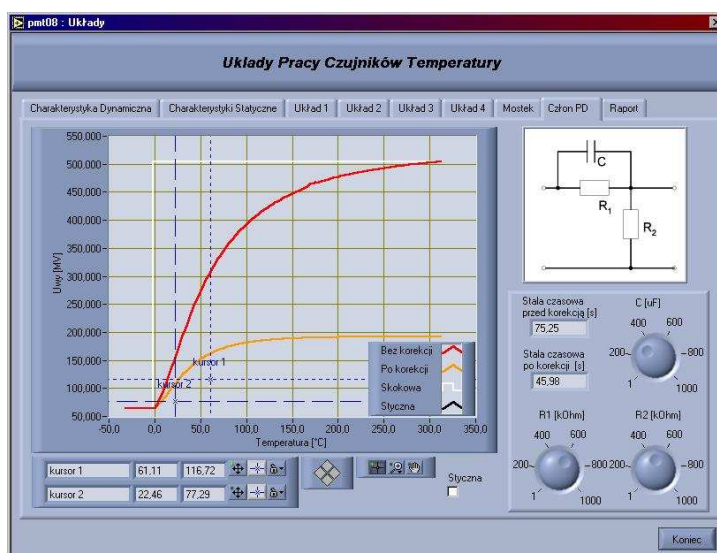 pmt08 : Układy
Układy Pracy Czujników Temperatury
Charakterystyka Dynamiczna Charakterystyki Statyczne Układ 1 Układ 2 Układ 3 Układ 4 Mostek Człon PD Raport
550,000
500,000
450,000
400,000
350,000
300,000
250,000
200,000
150,000
100,000
50,000
Uwy [MV]
-50,0 0,0 50,0 100,0 150,0 200,0 250,0 300,0 350,0
Temperatura [°C]
kursor 1
kursor 2
Bez korekcji
Po korekcji
Skokowa
Styczna
C
R1
R2
Stała czasowa
przed korekcją [s]
75,25
Stała czasowa
po korekcji [s]
45,98
C [uF]
400 600
200 800
1 1000
R1 [kOhm]
400 600
200 800
1 1000
R2 [kOhm]
400 600
200 800
1 1000
kursor 1 61,11 116,72
kursor 2 22,46 77,29
Styczna
Koniec